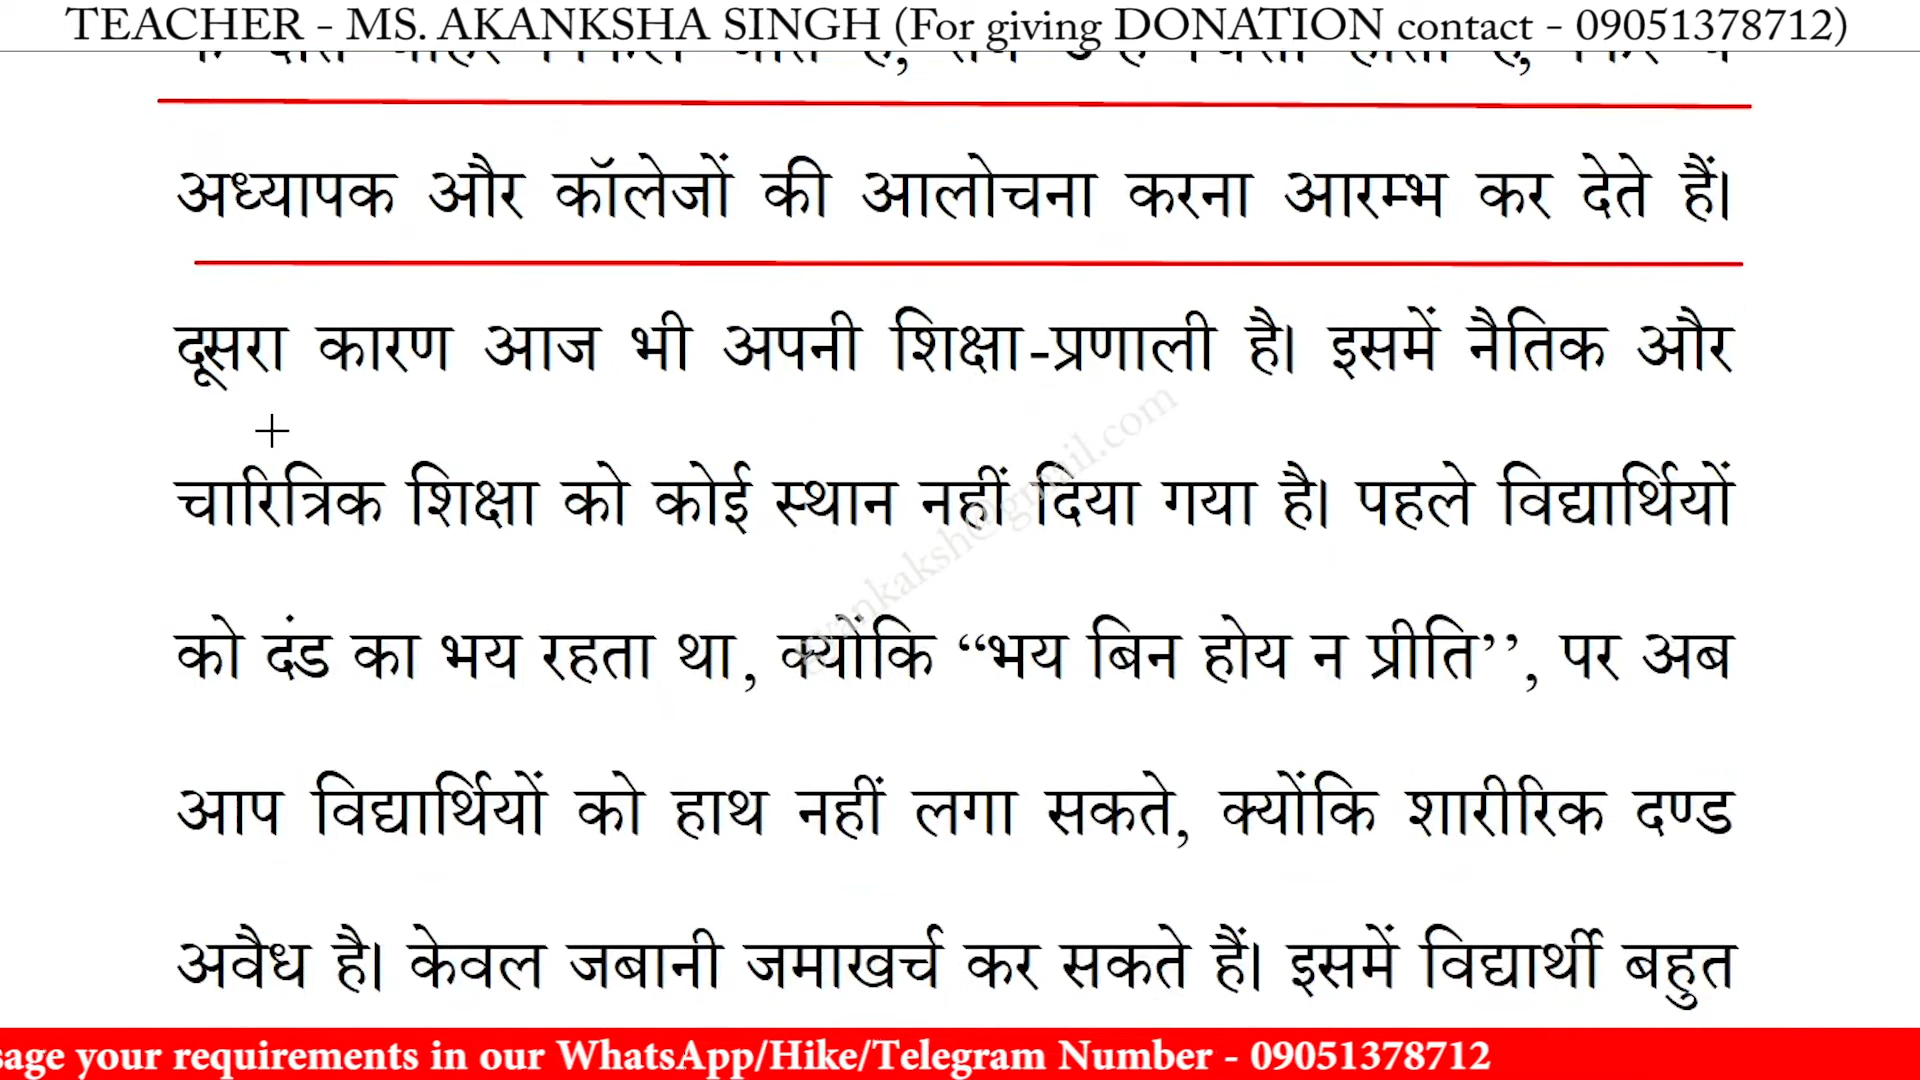 TEACHER - MS. AKANKSHA SINGH (For giving DONATION contact - 09051378712)
अध्यापक और कॉलेजों की आलोचना करना आरम्भ कर देते हैं।
दूसरा कारण आज भी अपनी शिक्षा-प्रणाली है। इसमें नैतिक और
चारित्रिक शिक्षा को कोई स्थान नहीं दिया गया है। पहले विद्यार्थियों
को दंड का भय रहता था, क्योंकि “भय बिन होय न प्रीति’’, पर अब
आप विद्यार्थियों को हाथ नहीं लगा सकते, क्योंकि शारीरिक दण्ड
अवैध है। केवल जबानी जमाखर्च कर सकते हैं। इसमें विद्यार्थी बहुत
sage your requirements in our WhatsApp/Hike/Telegram Number - 09051378712